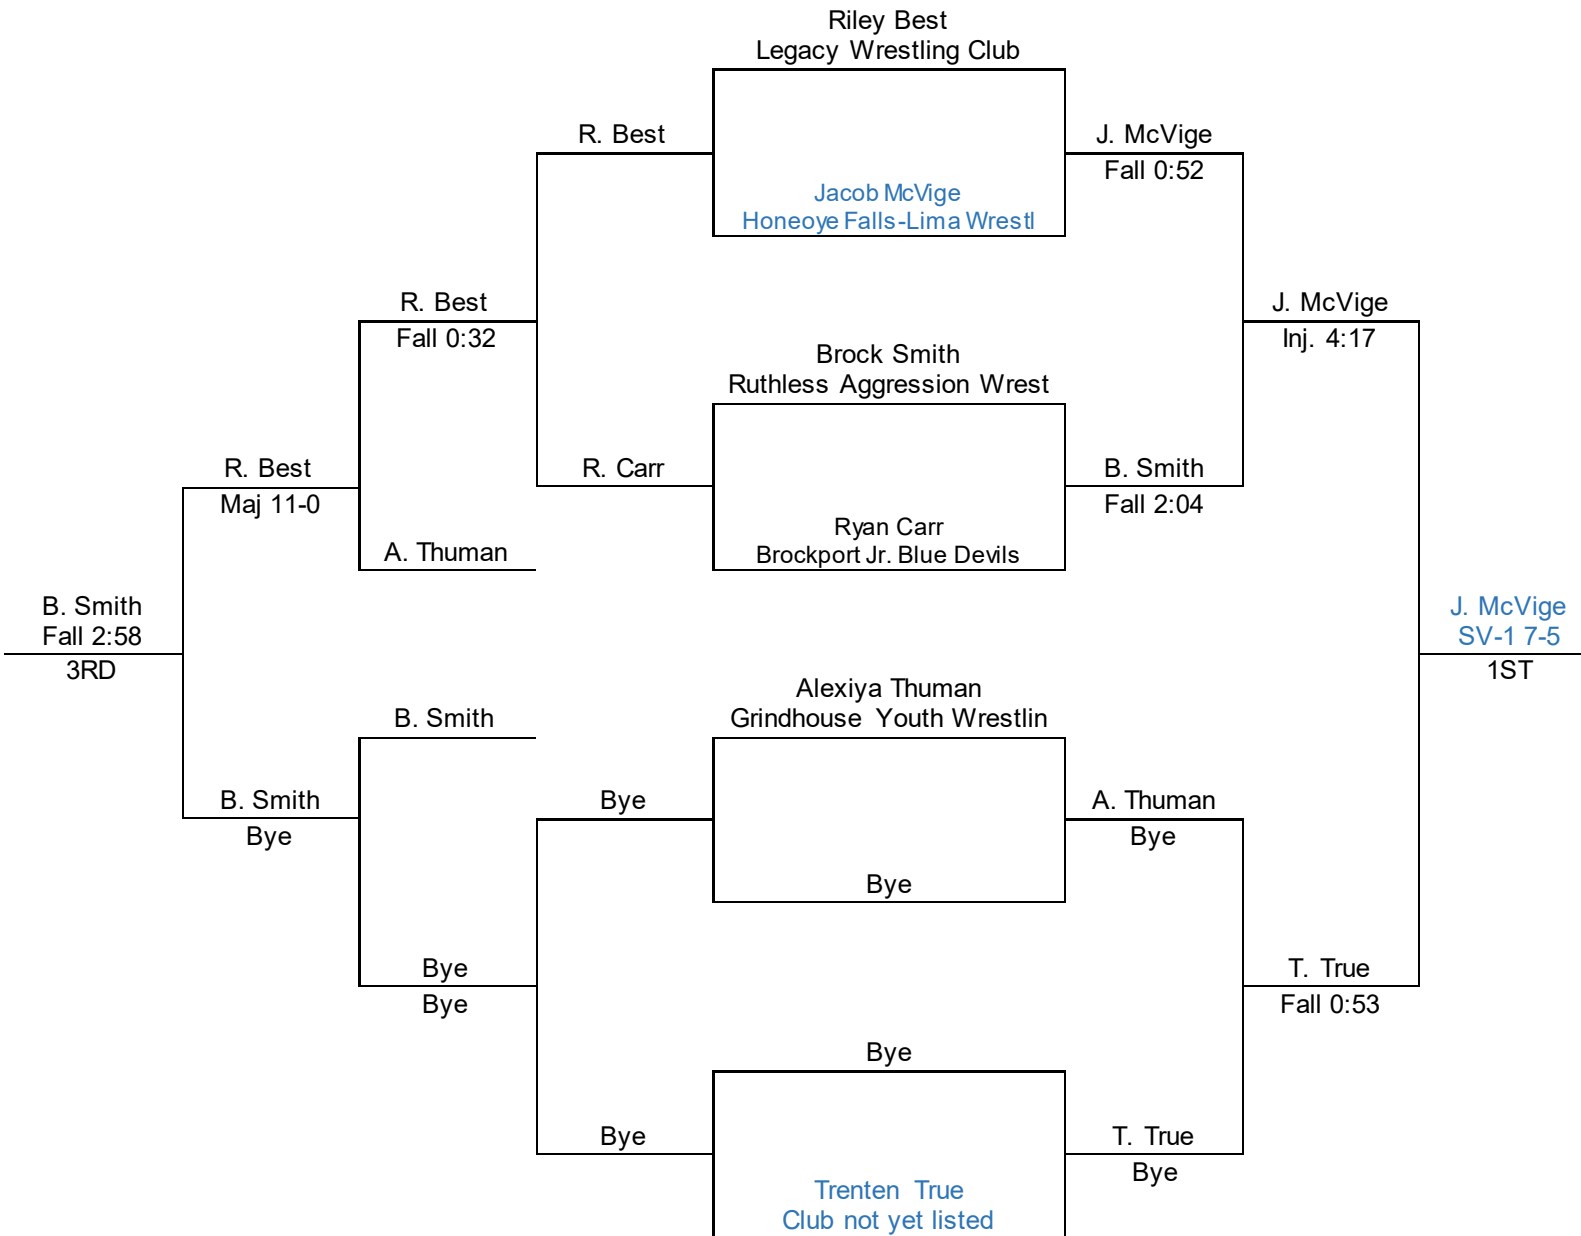 Riley Best
Legacy Wrestling Club
R. Best
J. McVige
Fall 0:52
Jacob McVige
Honeoye Falls-Lima Wrestl
R. Best
Fall 0:32
J. McVige
Inj. 4:17
Brock Smith
Ruthless Aggression Wrest
R. Best
Maj 11-0
R. Carr
B. Smith
Fall 2:04
Ryan Carr
Brockport Jr. Blue Devils
A. Thuman
B. Smith
Fall 2:58
3RD
J. McVige
SV-1 7-5
1ST
Alexiya Thuman
Grindhouse Youth Wrestlin
B. Smith
B. Smith
Bye
Bye
A. Thuman
Bye
Bye
Bye
Bye
T. True
Fall 0:53
Bye
Bye
T. True
Bye
Trenten True
Club not yet listed